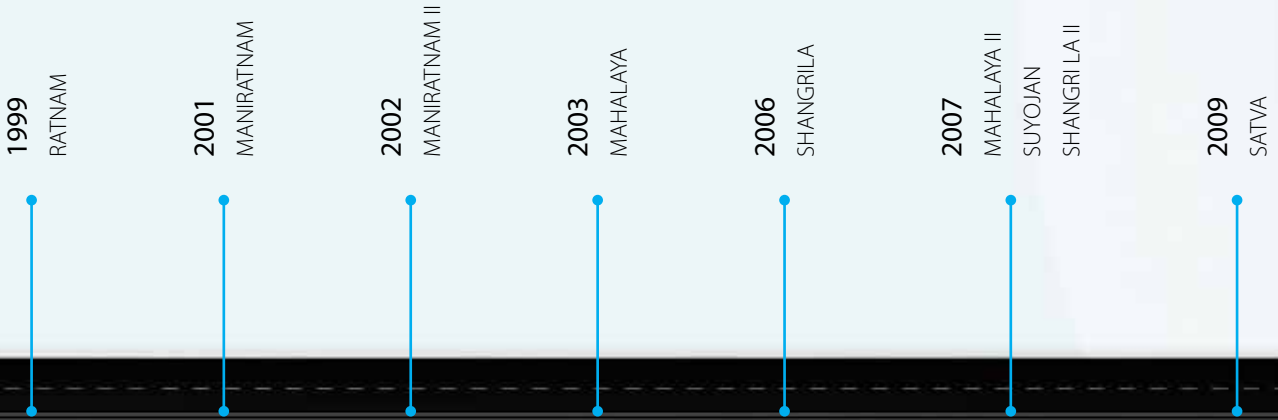 1999
RATNAM
2001
MANIRATNAM
2002
MANIRATNAM II
2003
MAHALAYA
2006
SHANGRILA
2007
MAHALAYA II
SUYOJAN
SHANGRI LA II
2009
SATVA